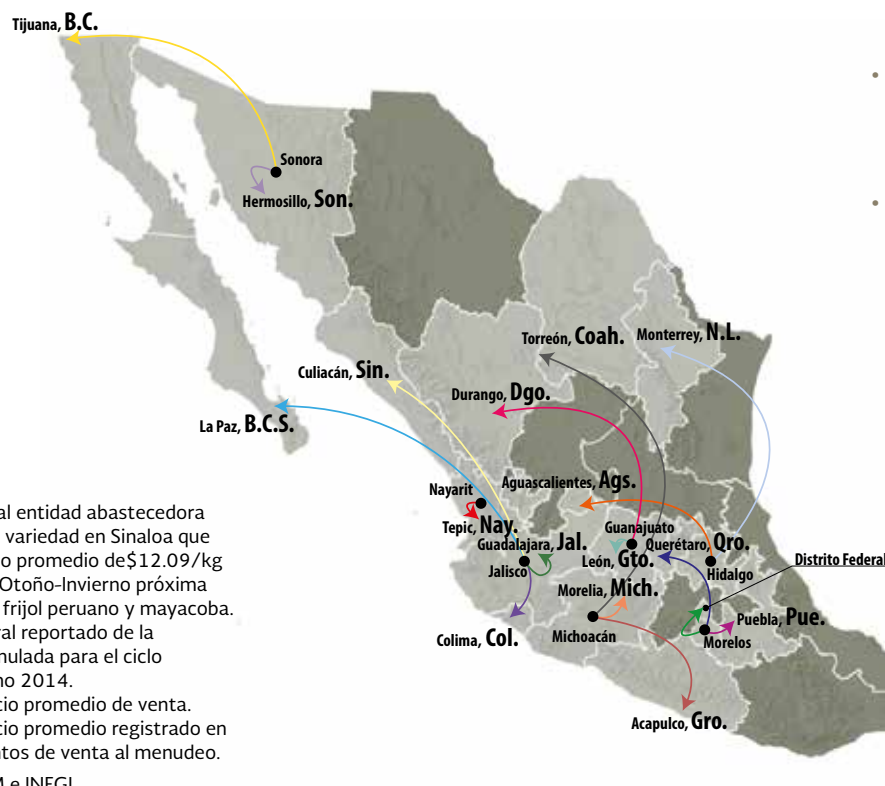 Tijuana, B.C.
Sonora
Hermosillo, Son.
Torreón, Coah.
Monterrey, N.L.
Culiacán, Sin.
Durango, Dgo.
La Paz, B.C.S.
Nayarit
Aguascalientes, Ags.
Tepic, Nay.
Guanajuato
Guadalajara, Jal.
Querétaro, Qro.
León, Gto.
Jalisco
Hidalgo
Distrito Federal
Morelia, Mich.
Puebla, Pue.
Colima, Col.
Michoacán
Morelos
Acapulco, Gro.
al entidad abastecedora
variedad en Sinaloa que
o promedio de$12.09/kg
Otoño-Invierno próxima
frijol peruano y mayacoba.
ral reportado de la
mulada para el ciclo
no 2014.
cio promedio de venta.
cio promedio registrado en
ntos de venta al menudeo.
M e INEGI